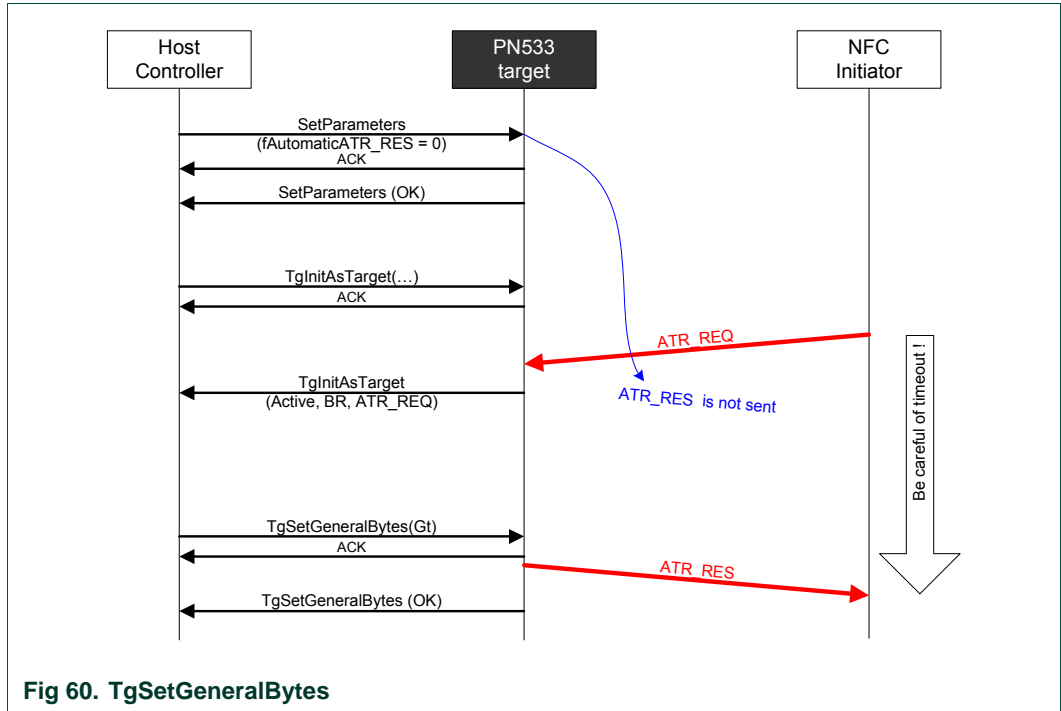 Host
Controller
PN533
target
NFC
Initiator
SetParameters
(fAutomaticATR_RES = 0)
ACK
SetParameters (OK)
TgInitAsTarget(…)
ACK
ATR_REQ
TgInitAsTarget
(Active, BR, ATR_REQ)
ATR_RES is not sent
Be careful of timeout !
TgSetGeneralBytes(Gt)
ACK
ATR_RES
TgSetGeneralBytes (OK)
Fig 60. TgSetGeneralBytes